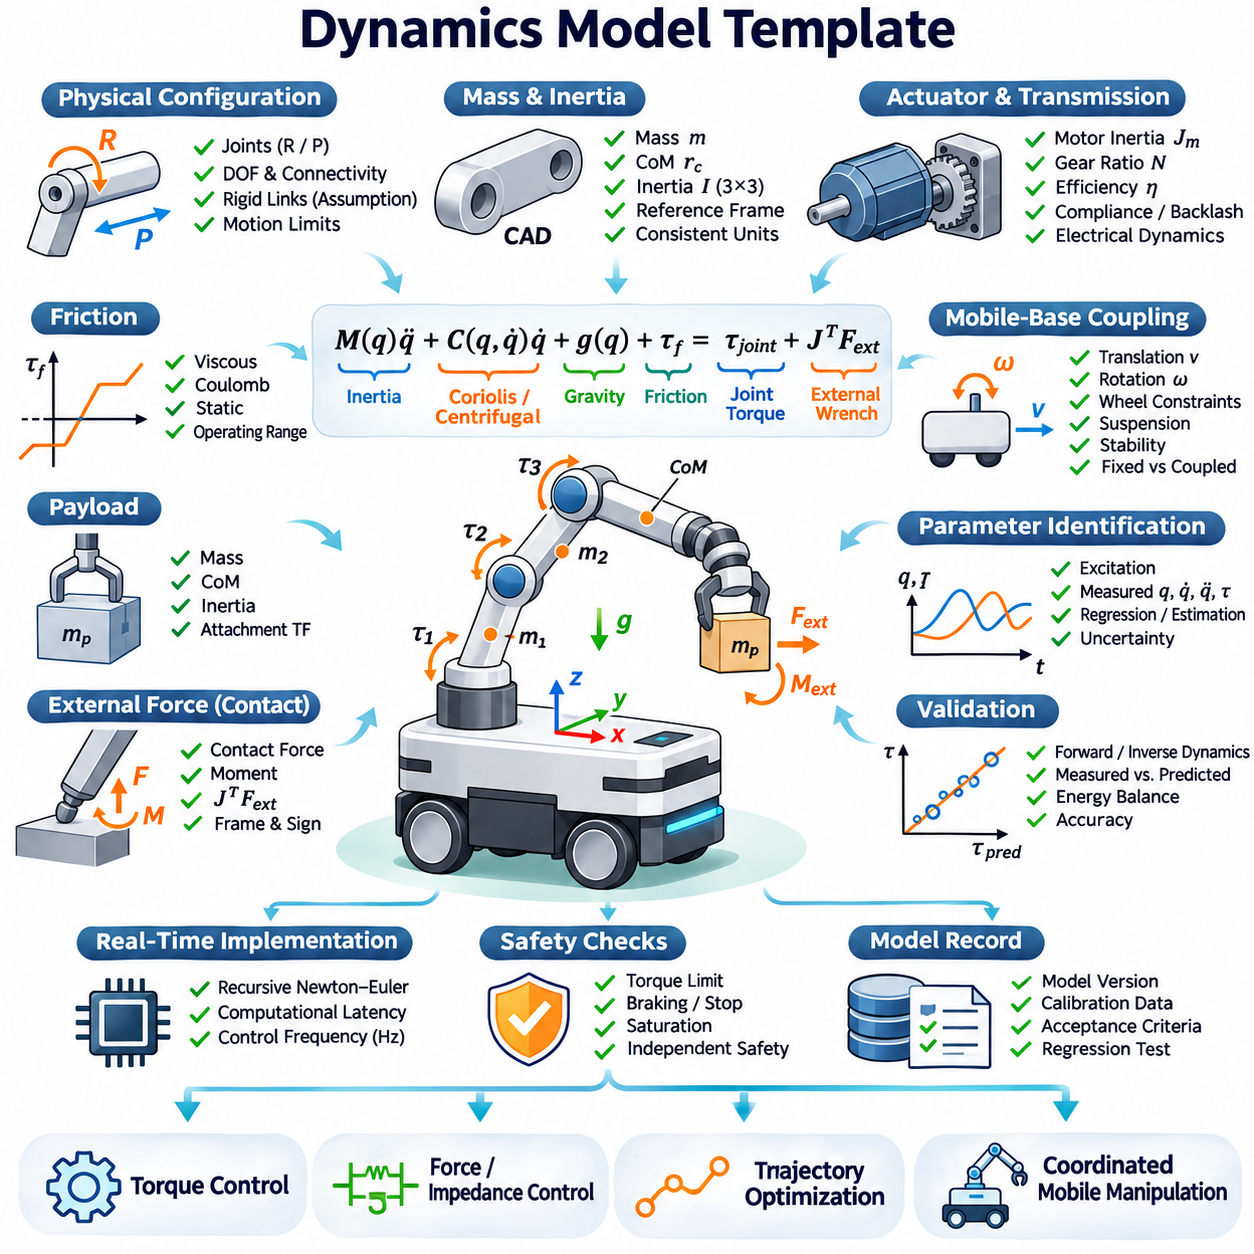 Dynamics Model Template
Physical Configuration
R
P
Joints (R / P)
DOF & Connectivity
Rigid Links (Assumption)
Motion Limits
Mass & Inertia
CAD
Mass m
CoM r_c
Inertia I (3×3)
Reference Frame
Consistent Units
Actuator & Transmission
Motor Inertia J_m
Gear Ratio N
Efficiency η
Compliance / Backlash
Electrical Dynamics
M(q)q̈ + C(q, q̇)q̇ + g(q) + τ_f = τ_joint + J^T F_ext
Inertia
Coriolis /
Centrifugal
Gravity
Friction
Joint
Torque
External
Wrench
Friction
τ_f
Viscous
Coulomb
Static
Operating Range
Mobile-Base Coupling
ω
v
Translation v
Rotation ω
Wheel Constraints
Suspension
Stability
Fixed vs Coupled
Payload
m_p
Mass
CoM
Inertia
Attachment TF
τ3
CoM
τ2
m2
τ1
m1
g
m_p
F_ext
M_ext
z
y
x
Parameter Identification
q, I
t
Excitation
Measured q, q̇, q̈, τ
Regression / Estimation
Uncertainty
External Force (Contact)
F
M
Contact Force
Moment
J^T F_ext
Frame & Sign
Validation
τ
τ_pred
Forward / Inverse Dynamics
Measured vs. Predicted
Energy Balance
Accuracy
Real-Time Implementation
Recursive Newton–Euler
Computational Latency
Control Frequency (Hz)
Safety Checks
Torque Limit
Braking / Stop
Saturation
Independent Safety
Model Record
Model Version
Calibration Data
Acceptance Criteria
Regression Test
Torque Control
Force /
Impedance Control
Trajectory
Optimization
Coordinated
Mobile Manipulation